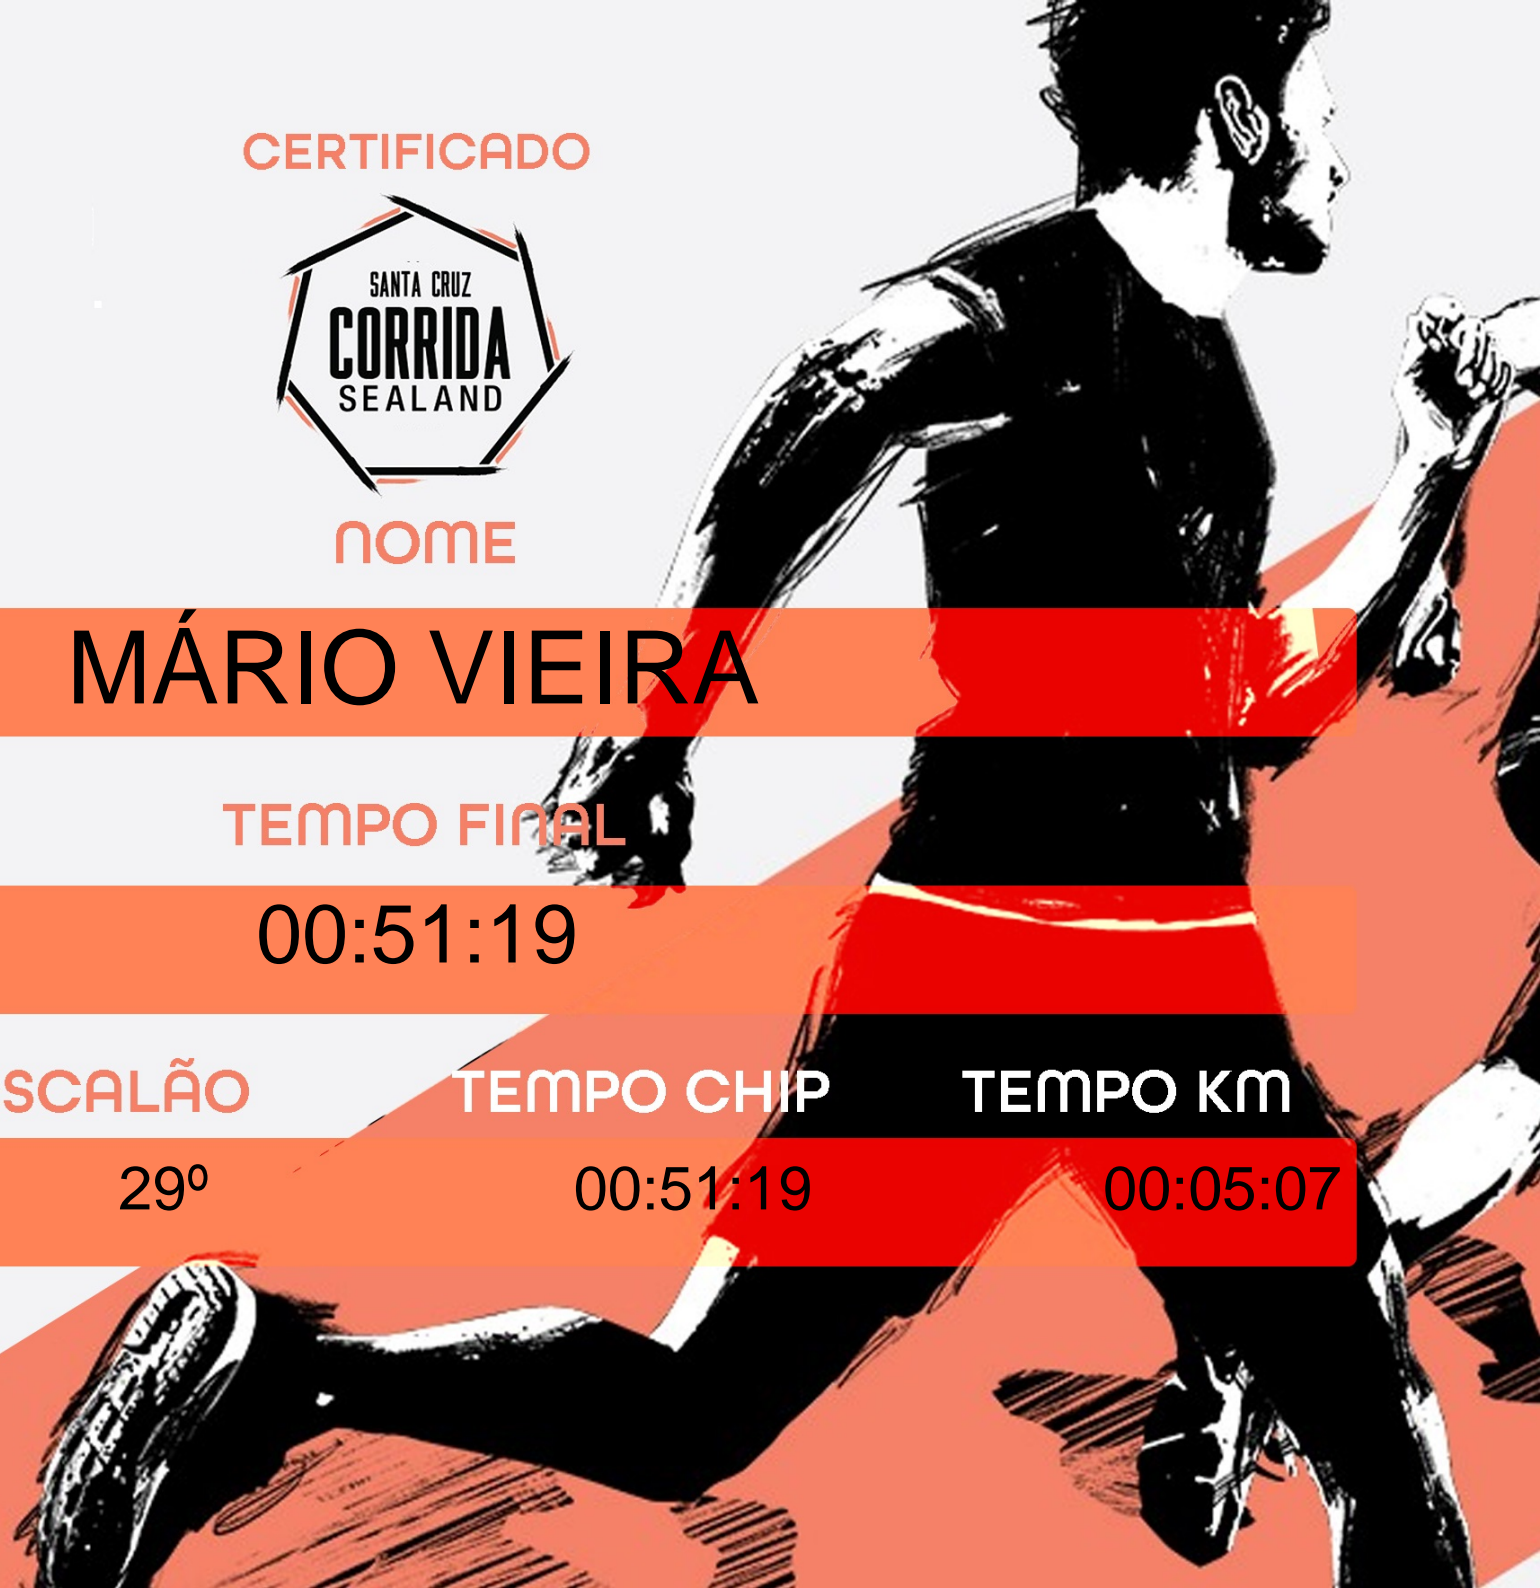 CERTIFICADO
SANTA CRUZ
CORRIDA
SEALAND
NOME
MÁRIO VIEIRA
TEMPO FINAL
00:51:19
SCALÃO TEMPO CHIP TEMPO KM
29º 00:51:19 00:05:07